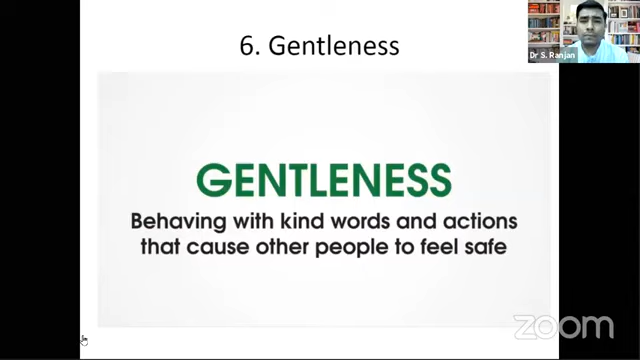 6. Gentleness
Dr S. Ranjan
GENTLENESS
Behaving with kind words and actions
that cause other people to feel safe
zoom